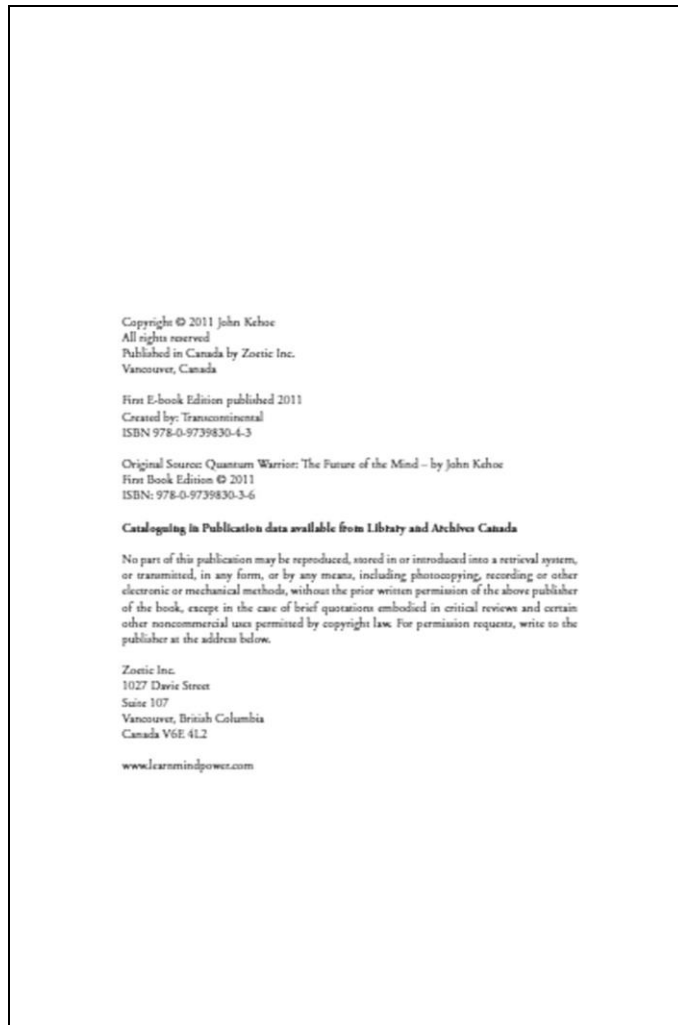 Copyright © 2011 John Kehoe
All rights reserved
Published in Canada by Zoetic Inc.
Vancouver, Canada
First E-book Edition published 2011
Created by: Transcontinental
ISBN 978-0-9739830-4-3
Original Source: Quantum Warrior: The Future of the Mind – by John Kehoe
First Book Edition © 2011
ISBN: 978-0-9739830-3-6
Cataloguing in Publication data available from Library and Archives Canada
No part of this publication may be reproduced, stored in or introduced into a retrieval system,
or transmitted, in any form, or by any means, including photocopying, recording or other
electronic or mechanical methods, without the prior written permission of the above publisher
of the book, except in the case of brief quotations embodied in critical reviews and certain
other noncommercial uses permitted by copyright law. For permission requests, write to the
publisher at the address below.
Zoetic Inc.
1027 Davie Street
Suite 107
Vancouver, British Columbia
Canada V6E 4L2
www.learnmindpower.com